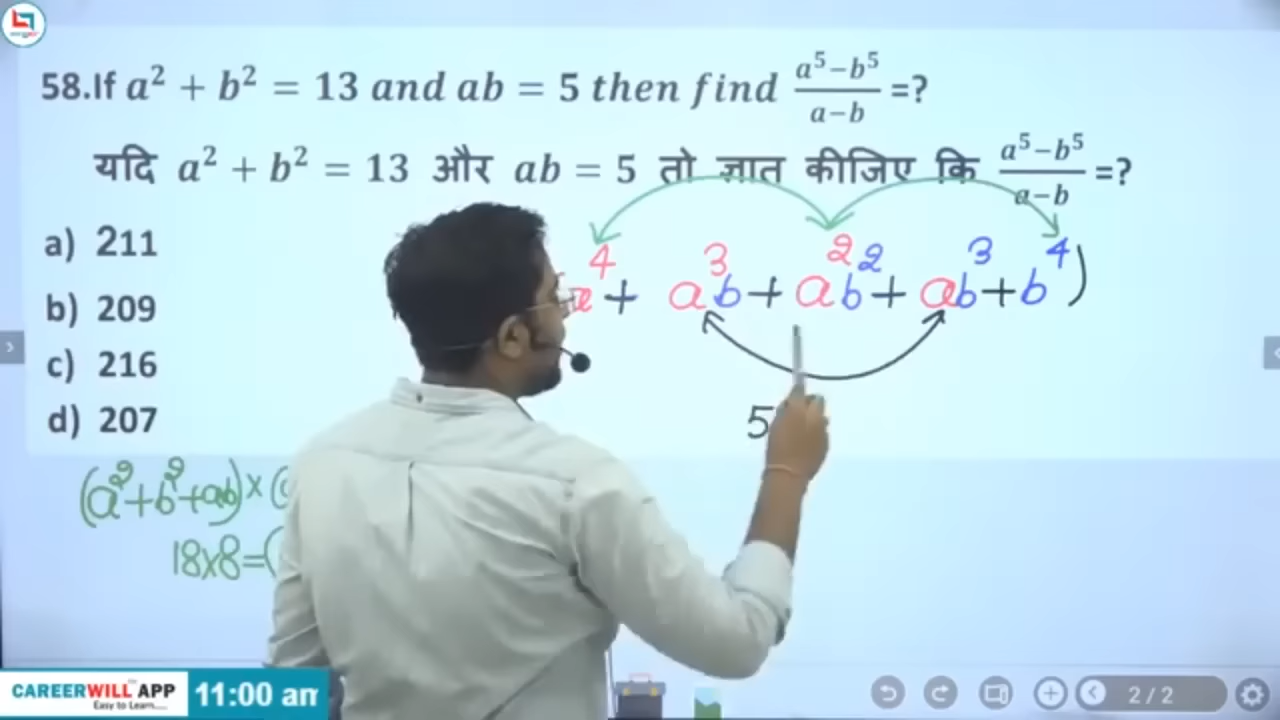 58.If a² + b² = 13 and ab = 5 then find (a⁵−b⁵)/(a−b) =?
यदि a² + b² = 13 और ab = 5 तो ज्ञात कीजिए कि (a⁵−b⁵)/(a−b) =?
a) 211
b) 209
c) 216
d) 207
a⁴ + a³b + a²b² + ab³ + b⁴)
5
(a²+b²+ab)×(
18×8=(
CAREERWILL APP
Easy to Learn.....
11:00 am
2 / 2